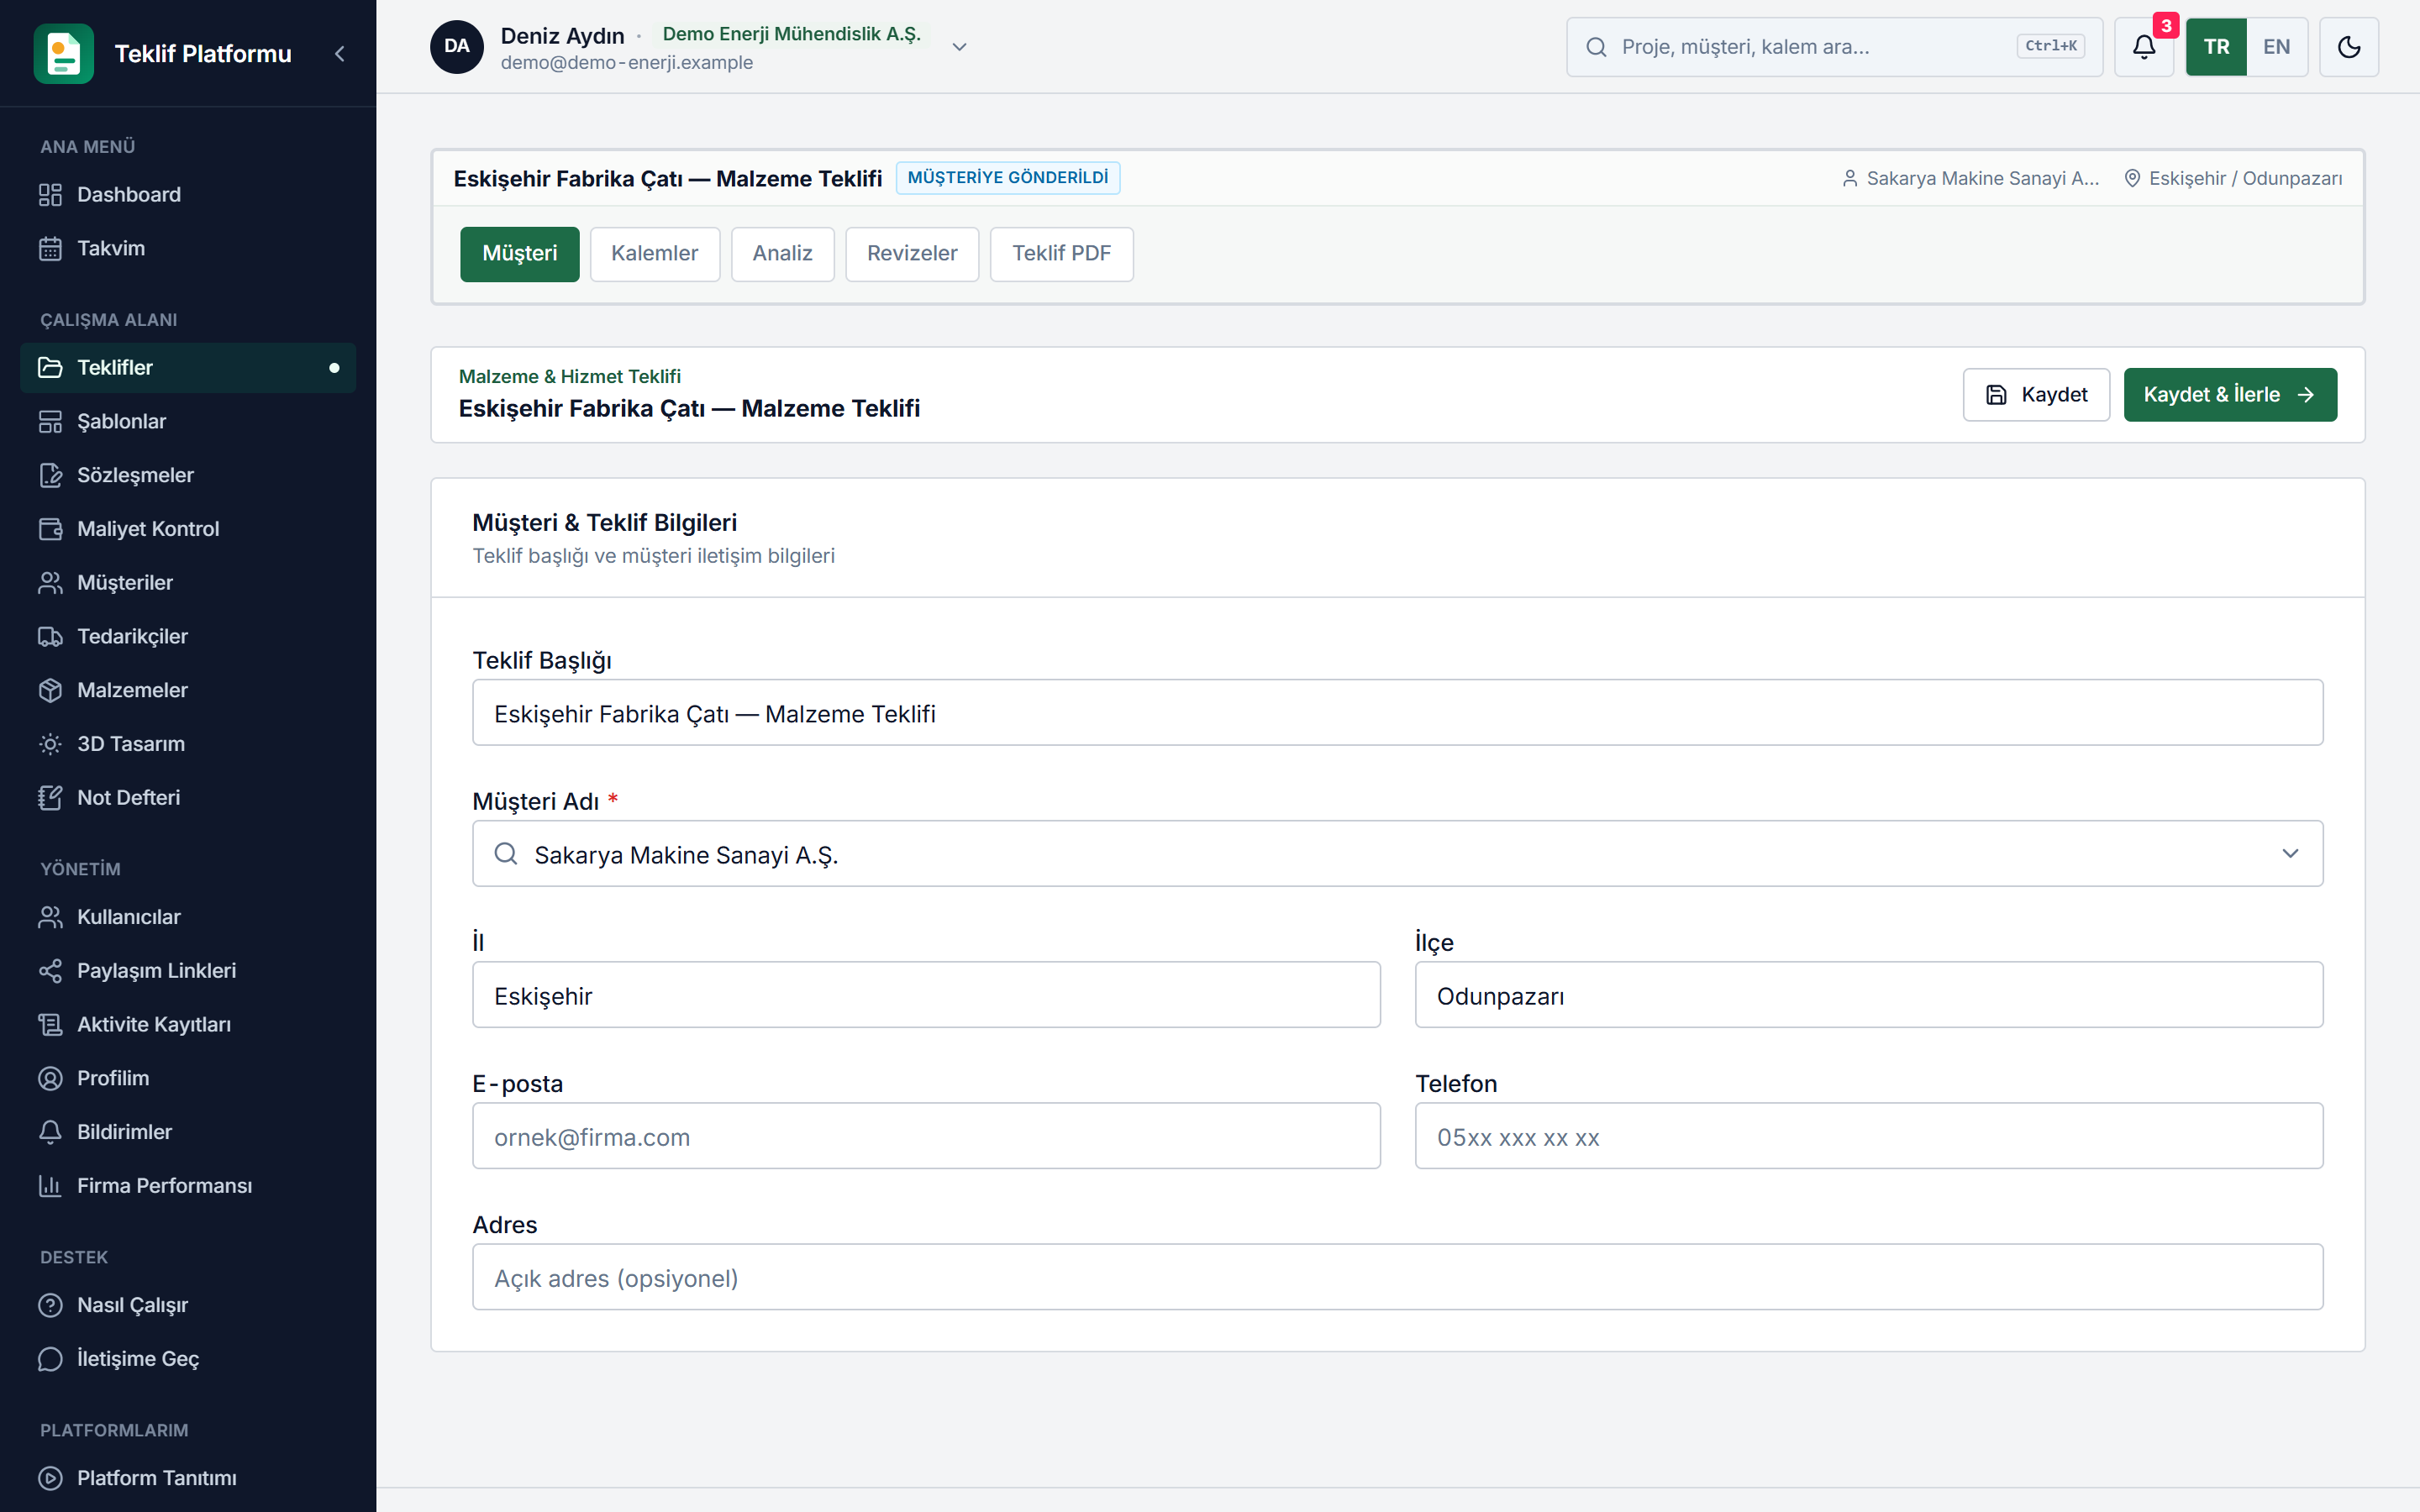 Teklif Platformu
ANA MENÜ
Dashboard
Takvim
ÇALIŞMA ALANI
Teklifler
Şablonlar
Sözleşmeler
Maliyet Kontrol
Müşteriler
Tedarikçiler
Malzemeler
3D Tasarım
Not Defteri
YÖNETİM
Kullanıcılar
Paylaşım Linkleri
Aktivite Kayıtları
Profilim
Bildirimler
Firma Performansı
DESTEK
Nasıl Çalışır
İletişime Geç
PLATFORMLARIM
Platform Tanıtımı
DA
Deniz Aydın · Demo Enerji Mühendislik A.Ş.
demo@demo-enerji.example
Proje, müşteri, kalem ara... Ctrl+K
3
TR EN
Eskişehir Fabrika Çatı — Malzeme Teklifi MÜŞTERİYE GÖNDERİLDİ
Sakarya Makine Sanayi A... Eskişehir / Odunpazarı
Müşteri Kalemler Analiz Revizeler Teklif PDF
Malzeme & Hizmet Teklifi
Eskişehir Fabrika Çatı — Malzeme Teklifi
Kaydet Kaydet & İlerle
Müşteri & Teklif Bilgileri
Teklif başlığı ve müşteri iletişim bilgileri
Teklif Başlığı
Eskişehir Fabrika Çatı — Malzeme Teklifi
Müşteri Adı *
Sakarya Makine Sanayi A.Ş.
İl İlçe
Eskişehir Odunpazarı
E-posta Telefon
ornek@firma.com 05xx xxx xx xx
Adres
Açık adres (opsiyonel)